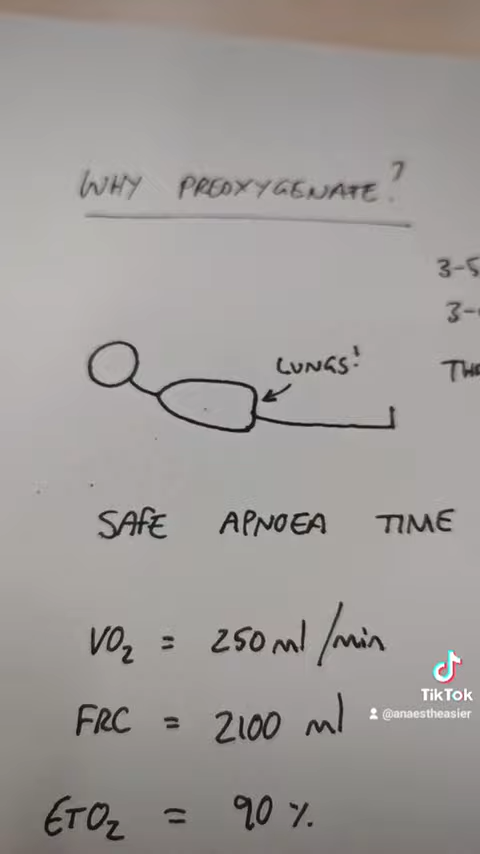 WHY PREOXYGENATE?
3-5
3-
LUNGS!
SAFE APNOEA TIME
VO₂ = 250 ml/min
FRC = 2100 ml
ETO₂ = 90 %
TikTok
@anaestheasier